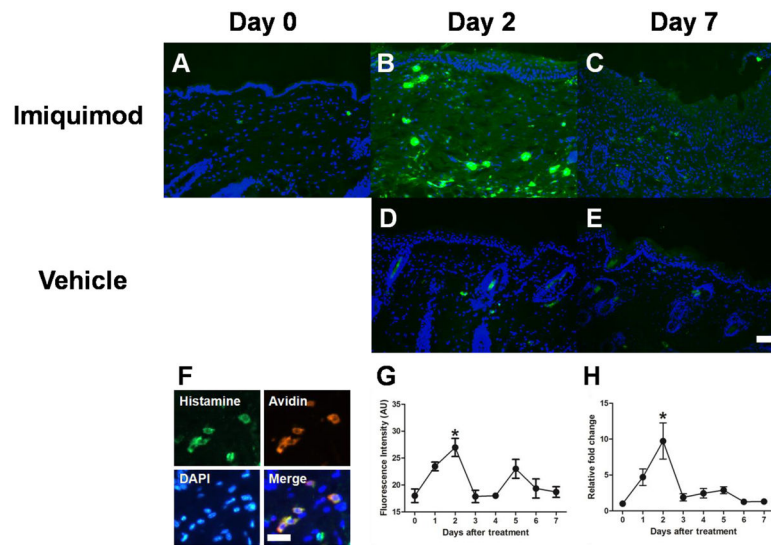 Day 0 Day 2 Day 7
Imiquimod
A B C
Vehicle
D E
F
Histamine Avidin
DAPI Merge
G
Fluorescence Intensity (AU)
35
30
25
20
15
*
0 1 2 3 4 5 6 7
Days after treatment
H
Relative fold change
15
10
5
0
*
0 1 2 3 4 5 6 7
Days after treatment